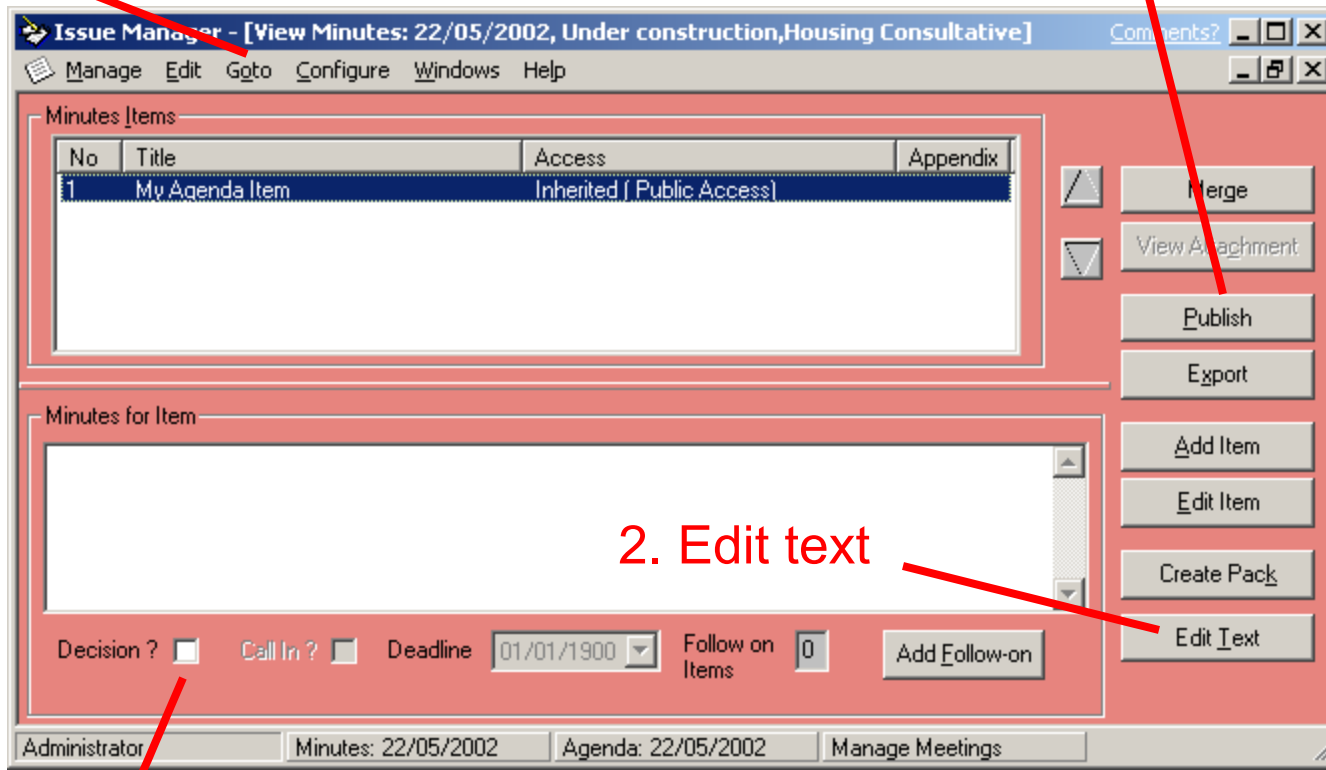 Issue Manager - [View Minutes: 22/05/2002, Under construction,Housing Consultative] Comments?
Manage Edit Goto Configure Windows Help
Minutes Items
No Title Access Appendix
1 My Agenda Item Inherited ( Public Access)
Merge
View Attachment
Publish
Export
Minutes for Item
Add Item
Edit Item
2. Edit text
Create Pack
Edit Text
Decision ? Call In ? Deadline 01/01/1900 Follow on Items 0 Add Follow-on
Administrator Minutes: 22/05/2002 Agenda: 22/05/2002 Manage Meetings